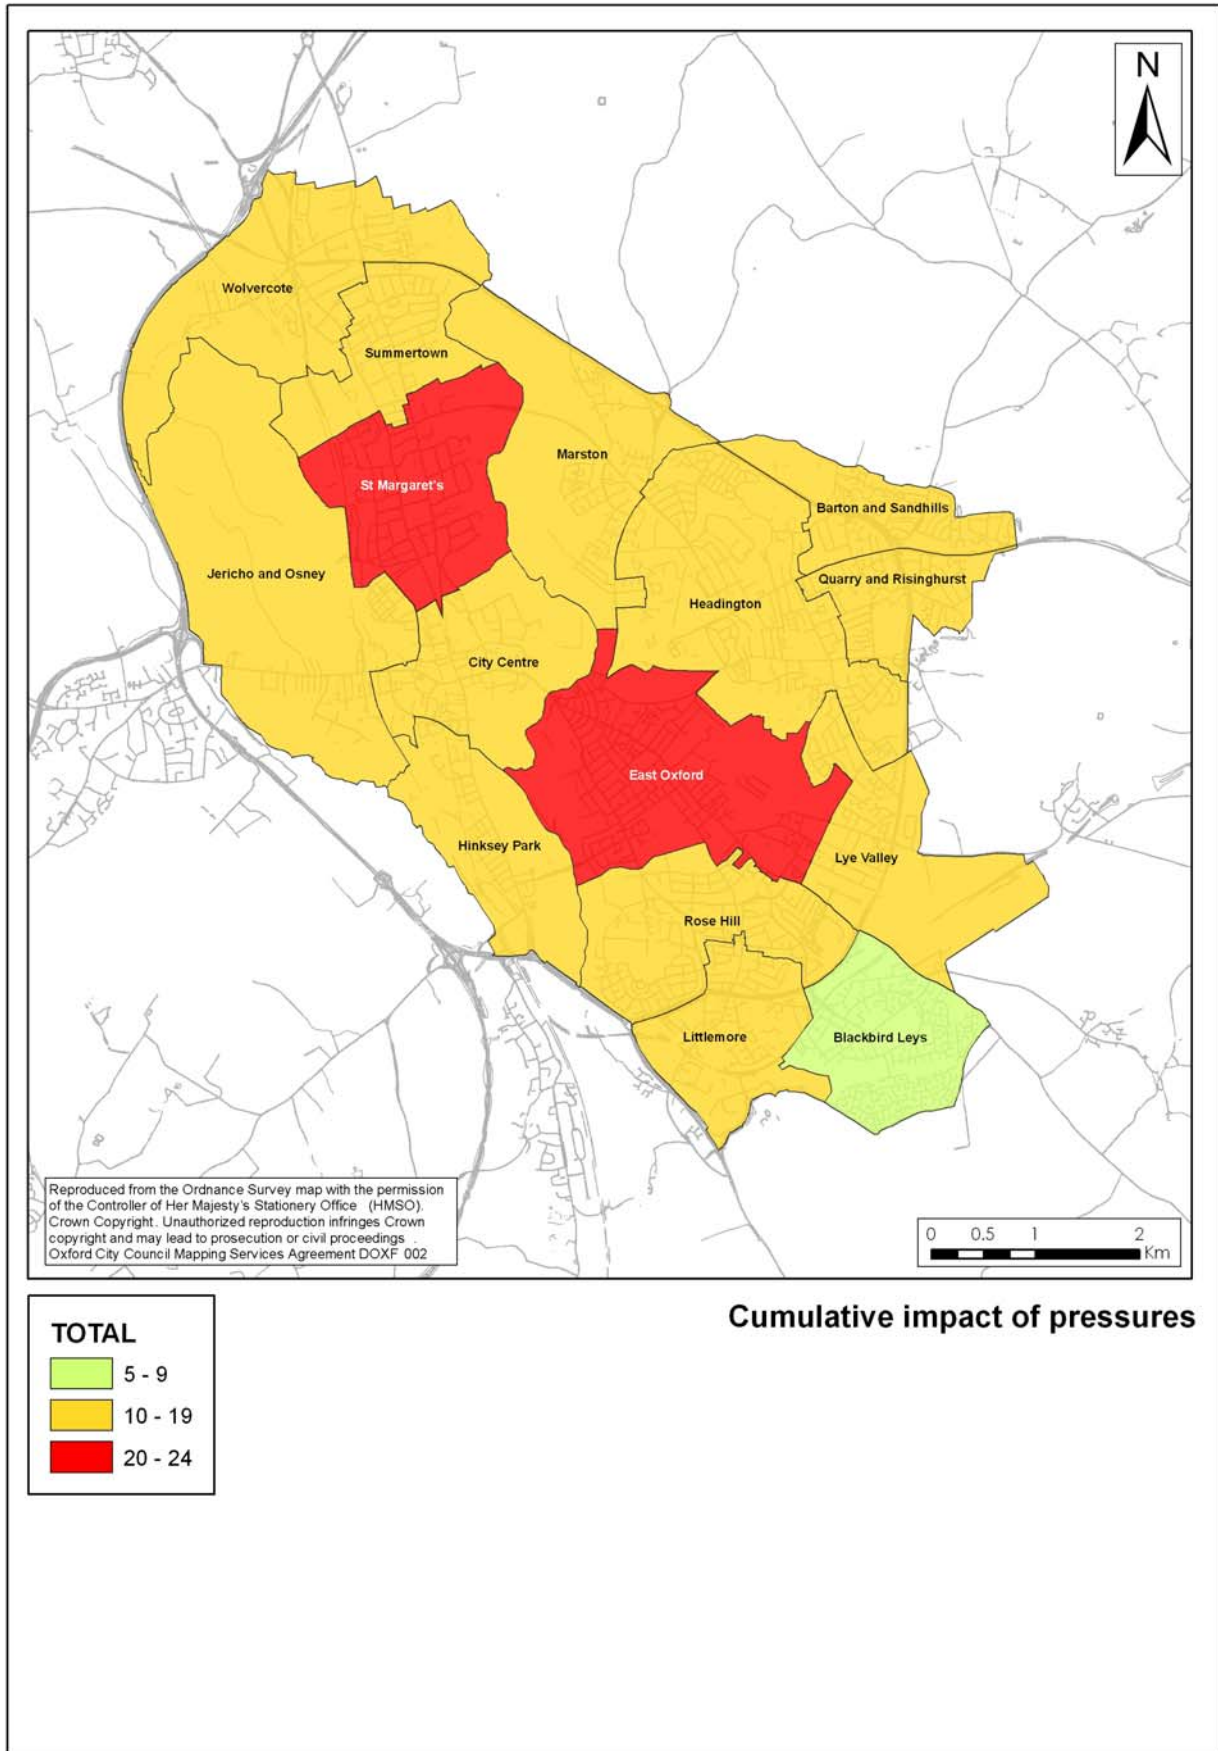 N
Wolvercote
Summertown
Marston
St Margaret's
Barton and Sandhills
Jericho and Osney
Quarry and Risinghurst
Headington
City Centre
East Oxford
Hinksey Park
Lye Valley
Rose Hill
Littlemore
Blackbird Leys
Reproduced from the Ordnance Survey map with the permission
of the Controller of Her Majesty's Stationery Office (HMSO).
Crown Copyright. Unauthorized reproduction infringes Crown
copyright and may lead to prosecution or civil proceedings .
Oxford City Council Mapping Services Agreement DOXF 002
0 0.5 1 2
Km
Cumulative impact of pressures
TOTAL
5 - 9
10 - 19
20 - 24